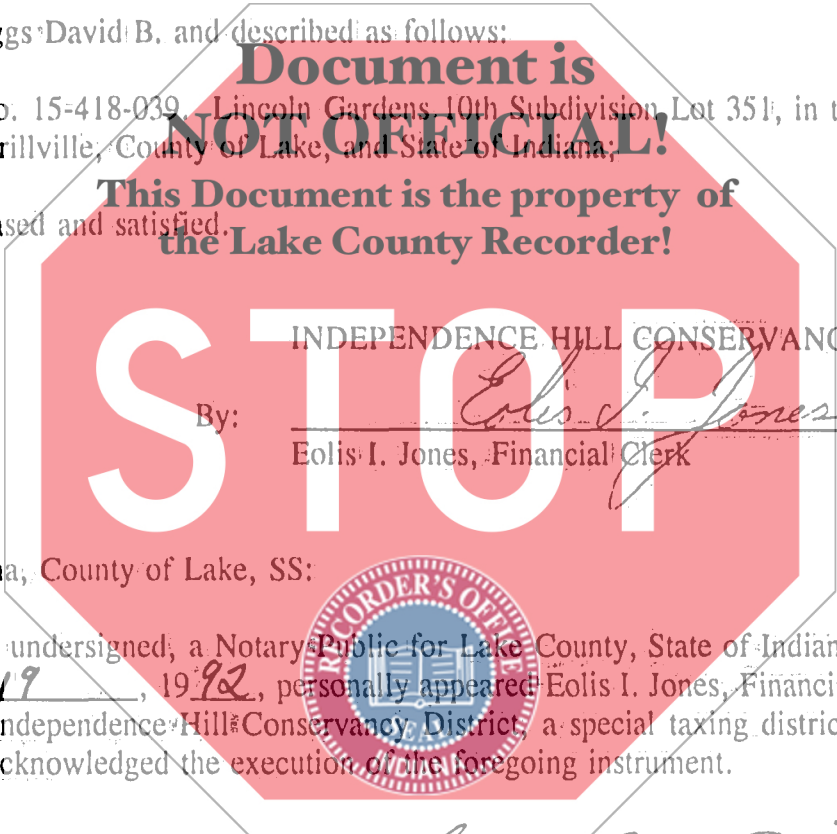 ggs David B. and described as follows:
Document is
o. 15-418-039, Lincoln Gardens 10th Subdivision Lot 351, in t
NOT OFFICIAL!
rillville, County of Lake, and State of Indiana;
This Document is the property of
ased and satisfied.
the Lake County Recorder!
STOP
INDEPENDENCE HILL CONSERVANC
By: Eolis I. Jones
Eolis I. Jones, Financial Clerk
na, County of Lake, SS:
RECORDER'S OFFICE
undersigned, a Notary Public for Lake County, State of Indian
19, 1992, personally appeared Eolis I. Jones, Financi
ndependence Hill Conservancy District, a special taxing distric
SEAL
cknowledged the execution of the foregoing instrument.
INDIANA